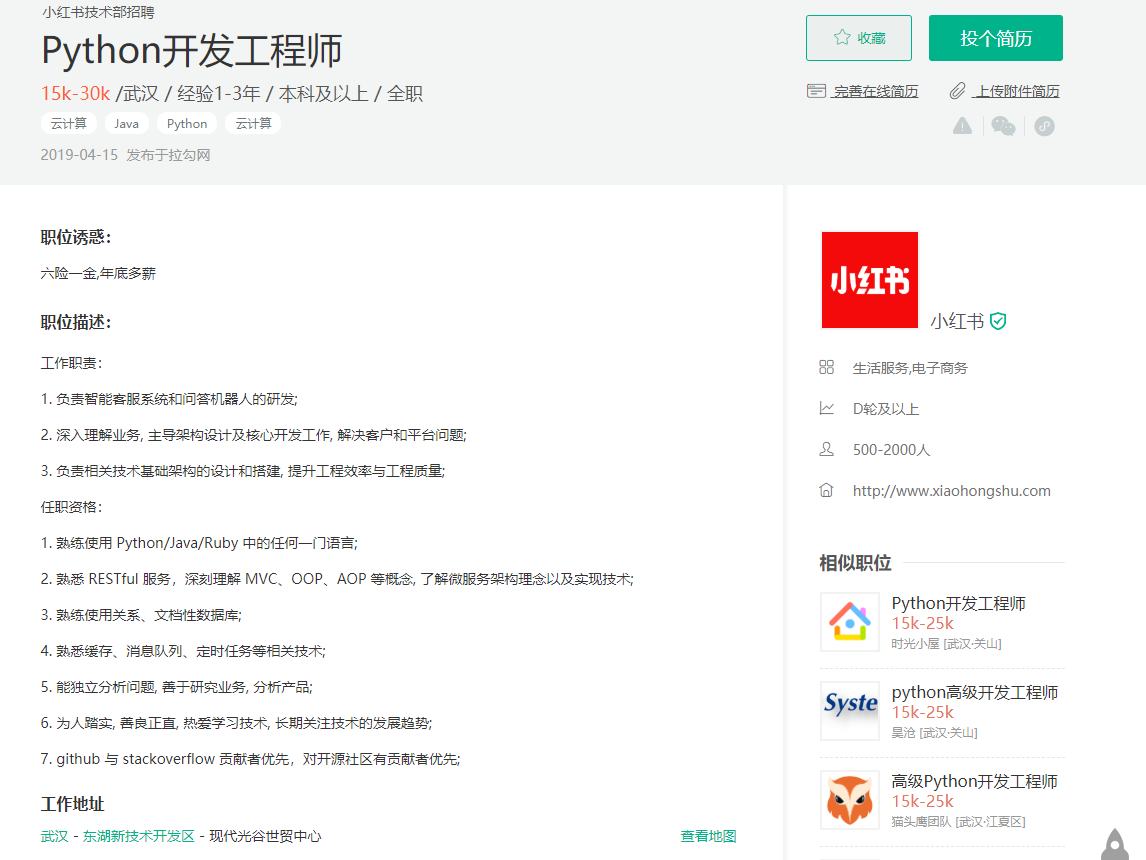 小红书技术部招聘
Python开发工程师
收藏
投个简历
15k-30k /武汉 / 经验1-3年 / 本科及以上 / 全职
完善在线简历
上传附件简历
云计算
Java
Python
云计算
2019-04-15 发布于拉勾网
职位诱惑：
六险一金,年底多薪
职位描述：
工作职责：
1. 负责智能客服系统和问答机器人的研发;
2. 深入理解业务, 主导架构设计及核心开发工作, 解决客户和平台问题;
3. 负责相关技术基础架构的设计和搭建, 提升工程效率与工程质量;
任职资格：
1. 熟练使用 Python/Java/Ruby 中的任何一门语言;
2. 熟悉 RESTful 服务，深刻理解 MVC、OOP、AOP 等概念, 了解微服务架构理念以及实现技术;
3. 熟练使用关系、文档性数据库;
4. 熟悉缓存、消息队列、定时任务等相关技术;
5. 能独立分析问题, 善于研究业务, 分析产品;
6. 为人踏实, 善良正直, 热爱学习技术, 长期关注技术的发展趋势;
7. github 与 stackoverflow 贡献者优先，对开源社区有贡献者优先;
工作地址
武汉 - 东湖新技术开发区 - 现代光谷世贸中心
查看地图
小红书
小红书
生活服务,电子商务
D轮及以上
500-2000人
http://www.xiaohongshu.com
相似职位
Python开发工程师
15k-25k
时光小屋 [武汉·关山]
Syste
python高级开发工程师
15k-25k
昊沧 [武汉·关山]
高级Python开发工程师
15k-25k
猫头鹰团队 [武汉·江夏区]